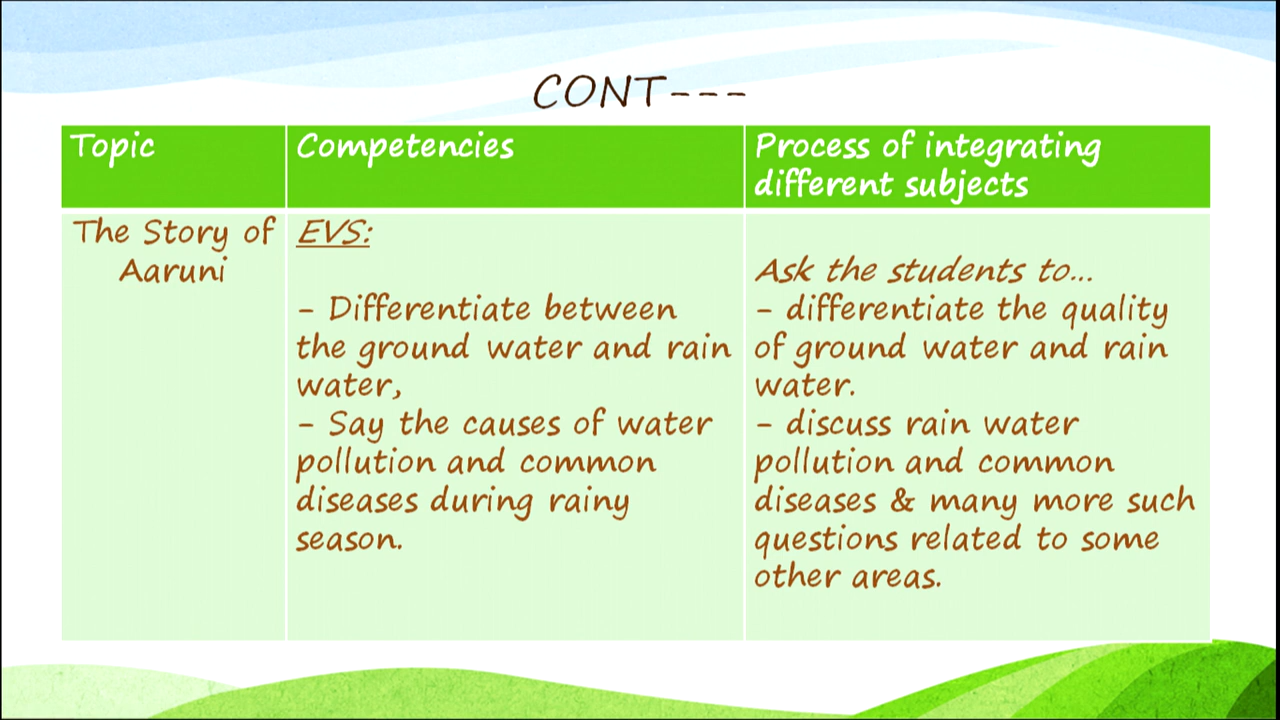 CONT---
Topic
Competencies
Process of integrating
different subjects
The Story of
Aaruni
EVS:
- Differentiate between
the ground water and rain
water,
- Say the causes of water
pollution and common
diseases during rainy
season.
Ask the students to...
- differentiate the quality
of ground water and rain
water.
- discuss rain water
pollution and common
diseases & many more such
questions related to some
other areas.